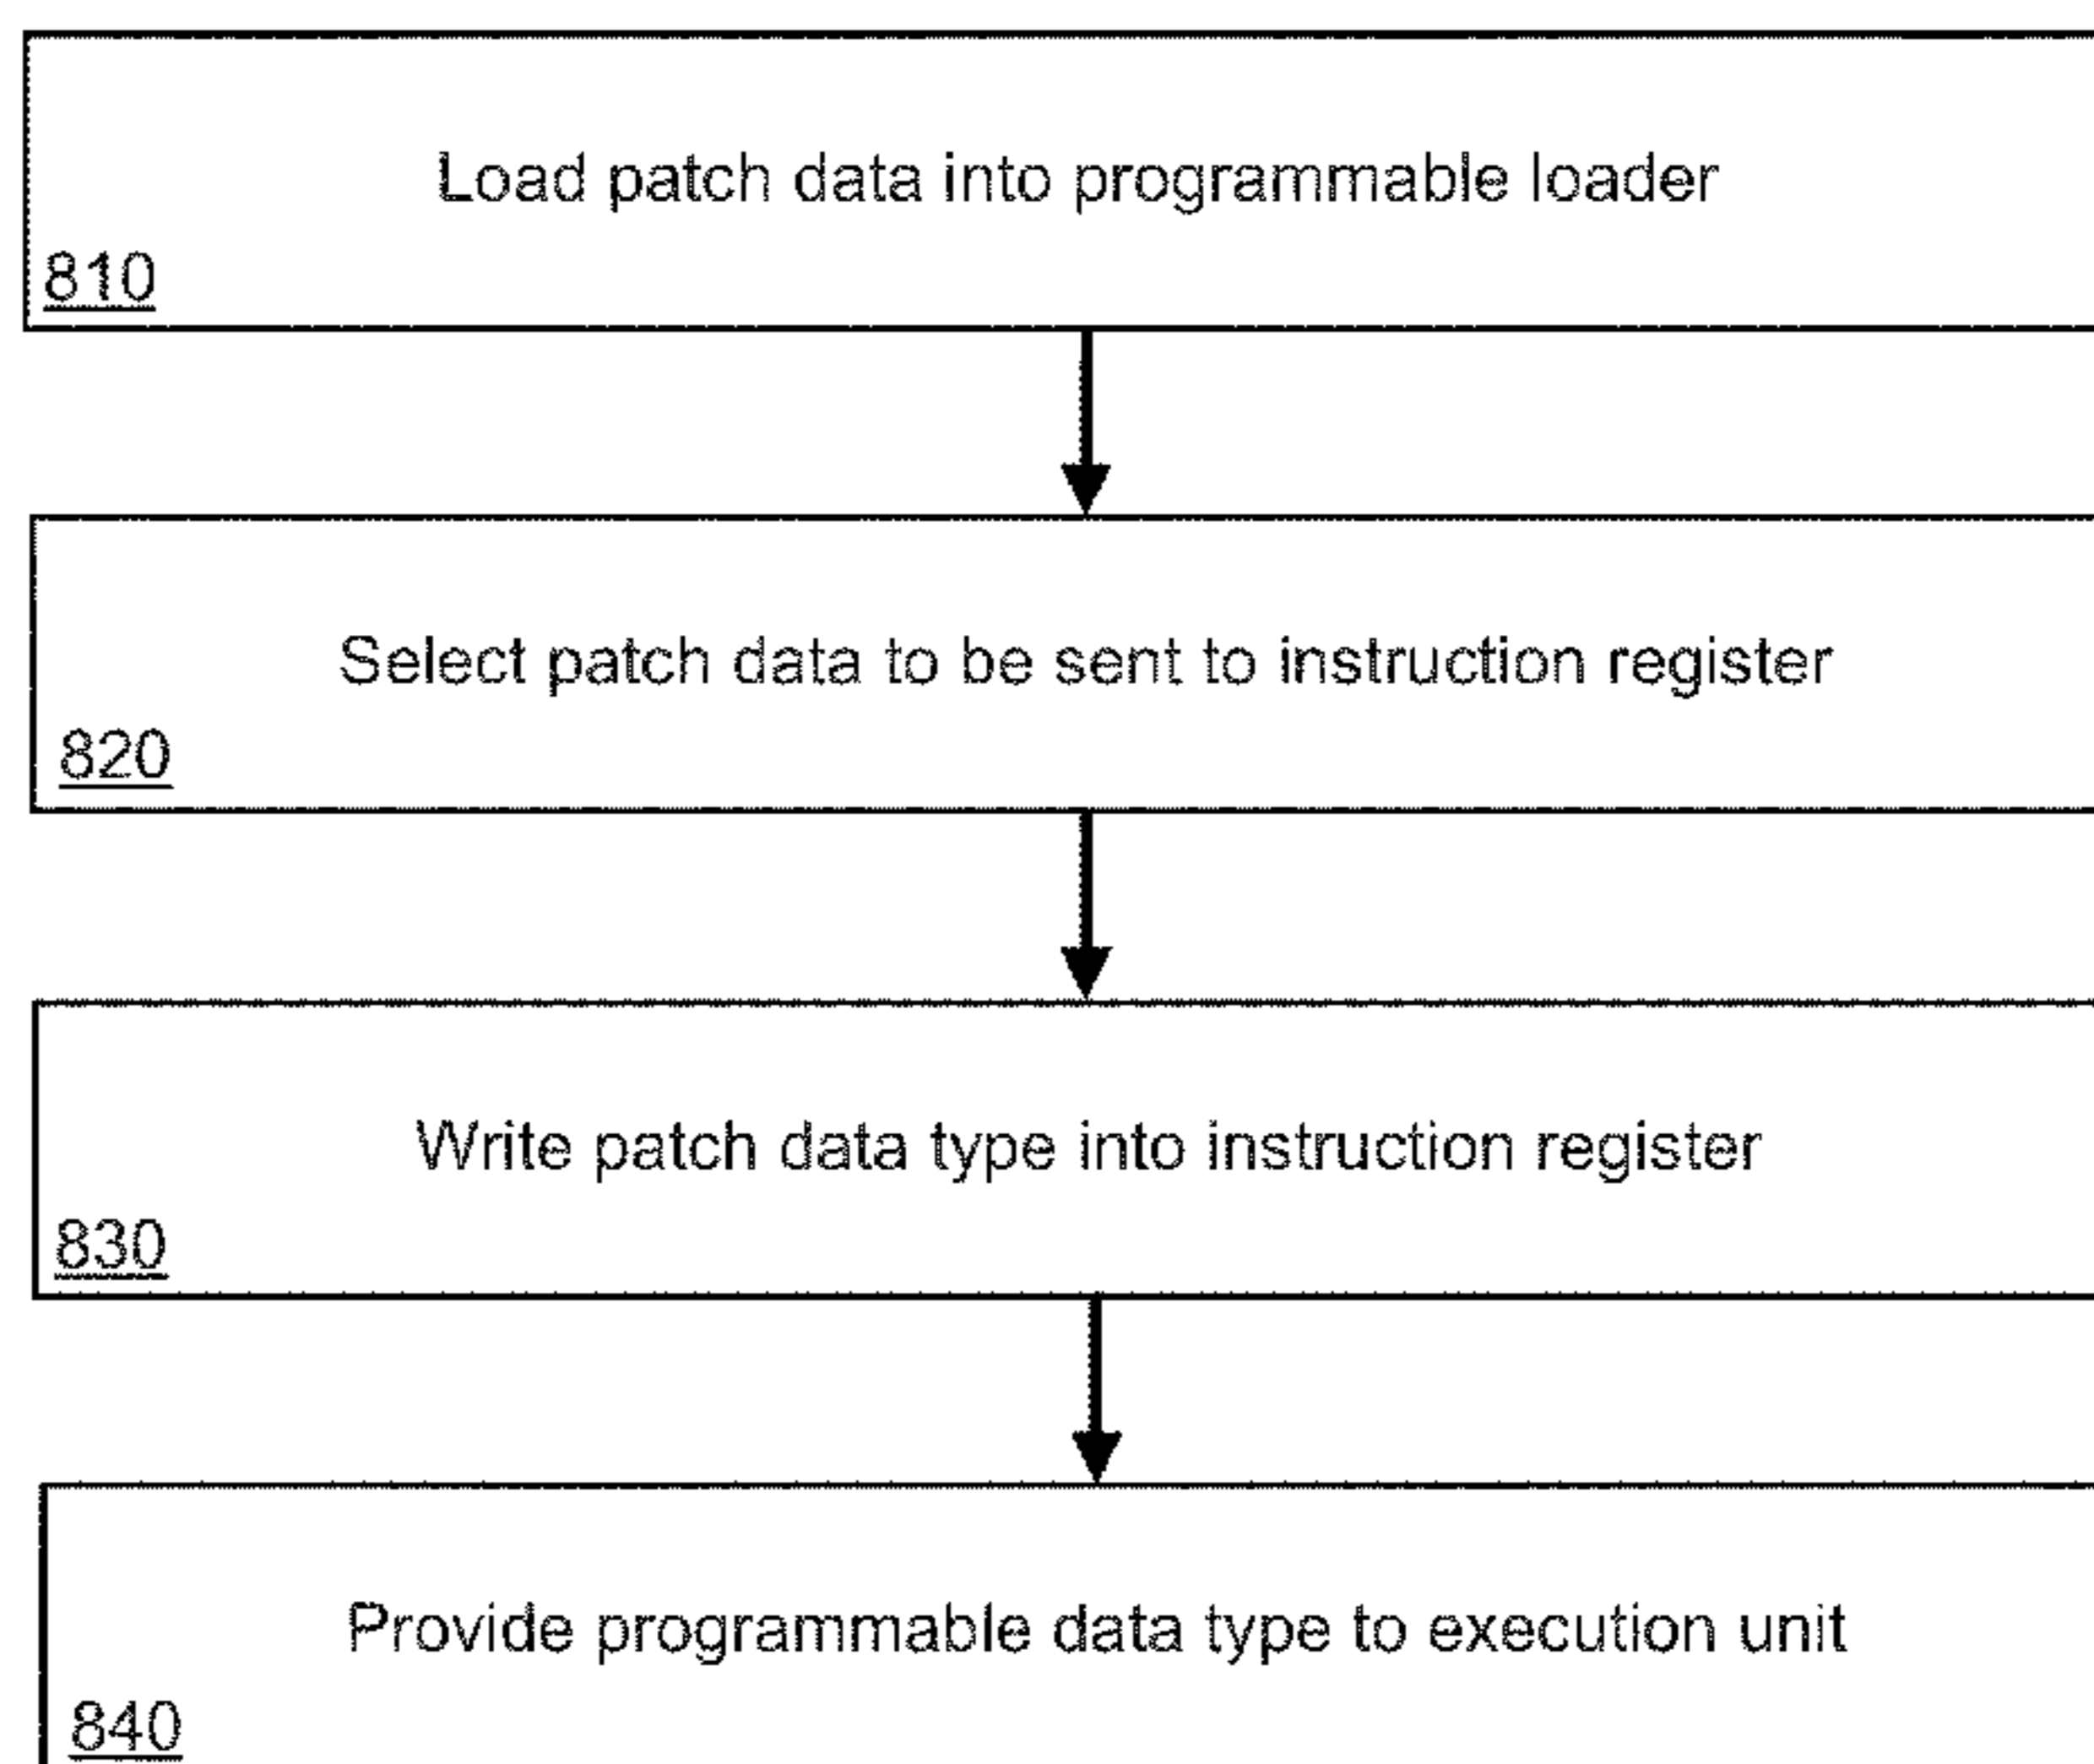 Load patch data into programmable loader
810
Select patch data to be sent to instruction register
820
Write patch data type into instruction register
830
Provide programmable data type to execution unit
840